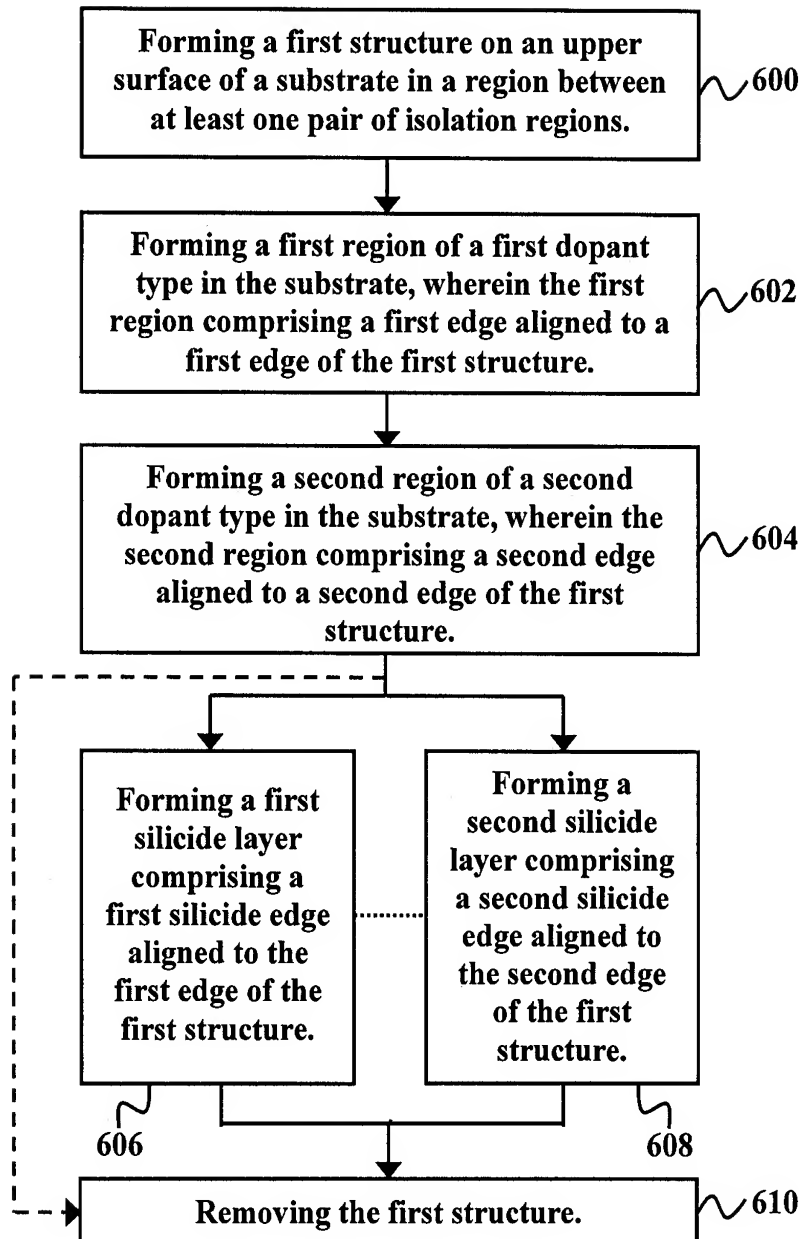 Forming a first structure on an upper
surface of a substrate in a region between
at least one pair of isolation regions.
600
Forming a first region of a first dopant
type in the substrate, wherein the first
region comprising a first edge aligned to a
first edge of the first structure.
602
Forming a second region of a second
dopant type in the substrate, wherein the
second region comprising a second edge
aligned to a second edge of the first
structure.
604
Forming a first
silicide layer
comprising a
first silicide edge
aligned to the
first edge of the
first structure.
606
Forming a
second silicide
layer comprising
a second silicide
edge aligned to
the second edge
of the first
structure.
608
Removing the first structure.
610